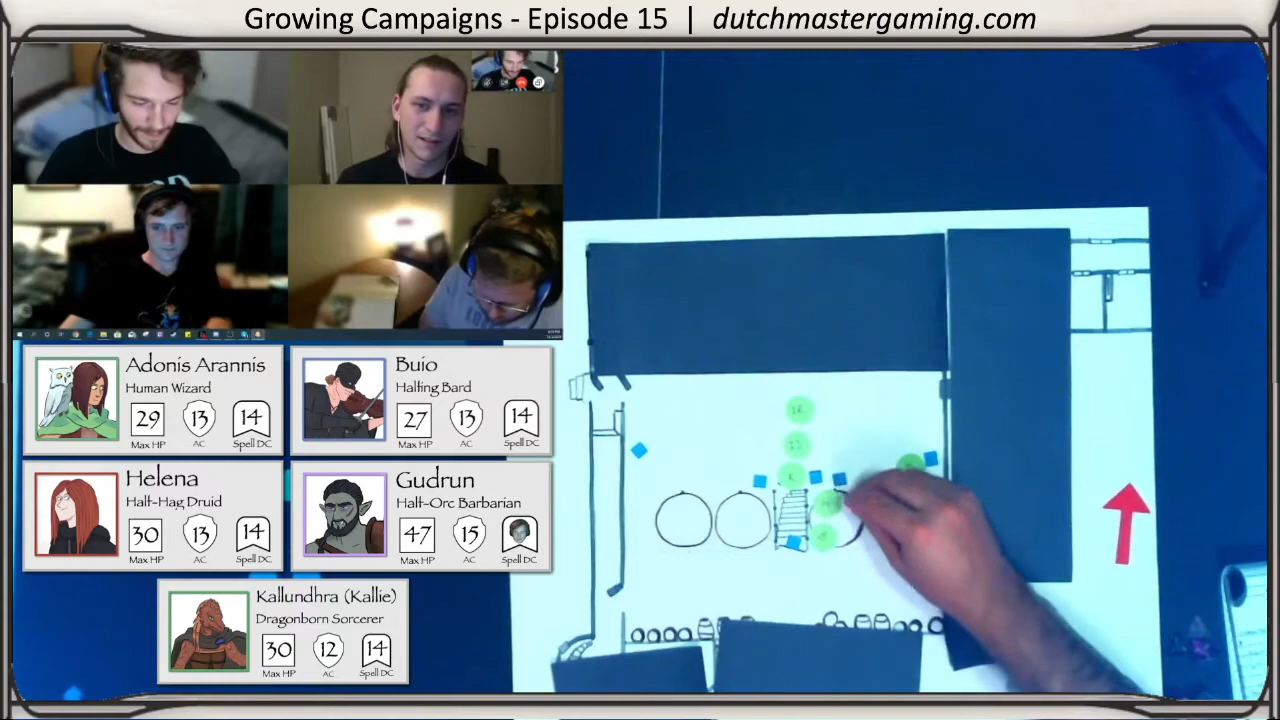 Growing Campaigns - Episode 15 | dutchmastergaming.com
Adonis Arannis
Human Wizard
29 13 14
Max HP AC Spell DC
Buio
Halfling Bard
27 13 14
Max HP AC Spell DC
Helena
Half-Hag Druid
30 13 14
Max HP AC Spell DC
Gudrun
Half-Orc Barbarian
47 15
Max HP AC Spell DC
Kallundhra (Kallie)
Dragonborn Sorcerer
30 12 14
Max HP AC Spell DC